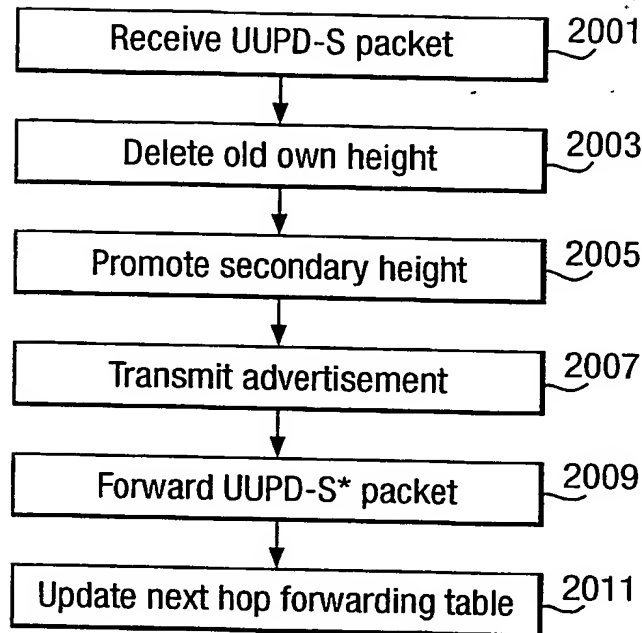 Receive UUPD-S packet 2001
Delete old own height 2003
Promote secondary height 2005
Transmit advertisement 2007
Forward UUPD-S* packet 2009
Update next hop forwarding table 2011